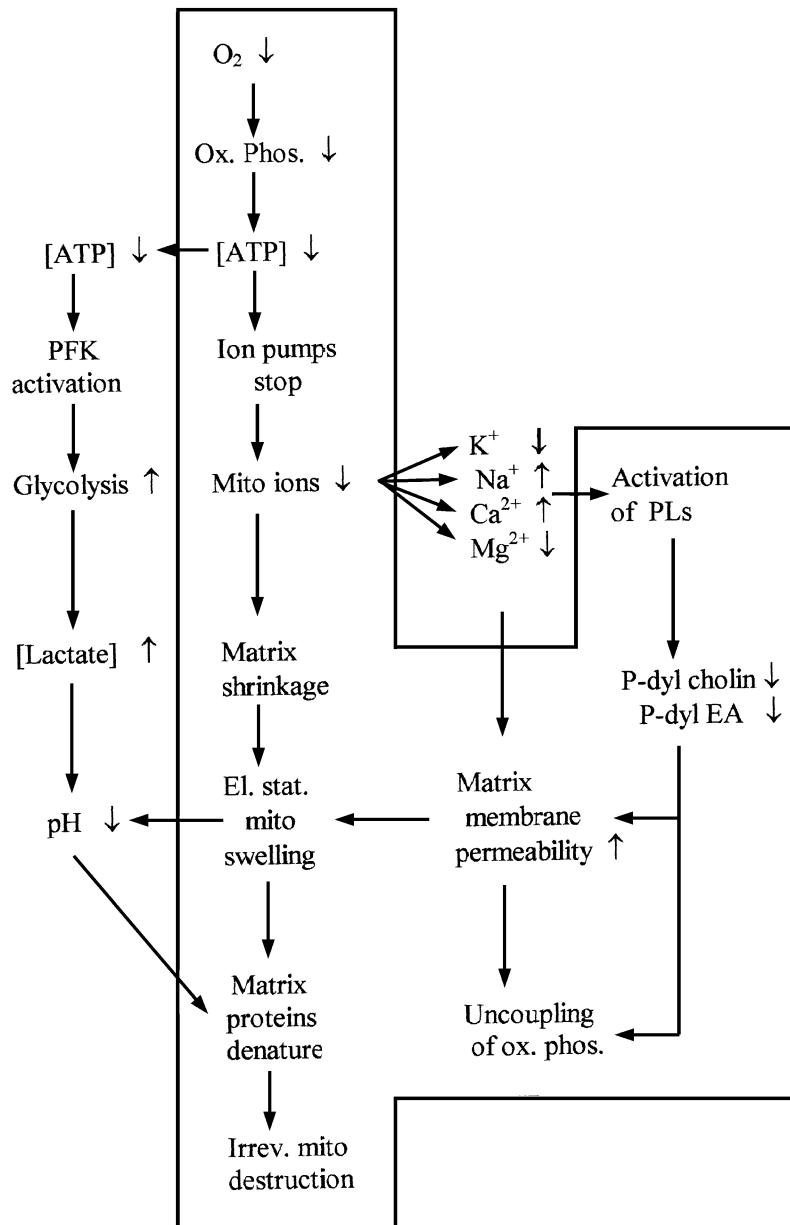 O₂ ↓
Ox. Phos. ↓
[ATP] ↓
[ATP] ↓
PFK
activation
Ion pumps
stop
Glycolysis ↑
Mito ions ↓
K⁺ ↓
Na⁺ ↑
Ca²⁺ ↑
Mg²⁺ ↓
Activation
of PLs
[Lactate] ↑
Matrix
shrinkage
P-dyl cholin ↓
P-dyl EA ↓
pH ↓
El. stat.
mito
swelling
Matrix
membrane
permeability ↑
Matrix
proteins
denature
Uncoupling
of ox. phos.
Irrev. mito
destruction